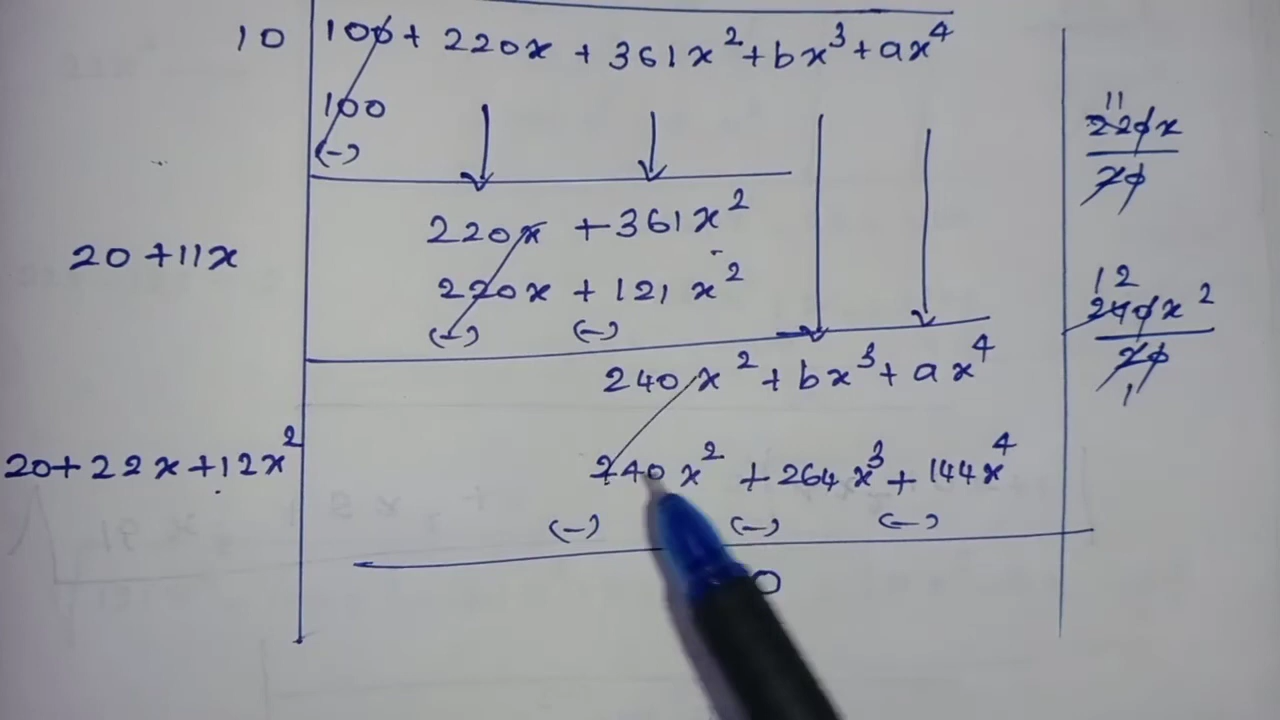 10 100 + 220x + 361x² + bx³ + ax⁴
100
(-)
220x + 361x²
20 + 11x
220x + 121x²
(-) (-)
240x² + bx³ + ax⁴
20 + 22x + 12x²
240x² + 264x³ + 144x⁴
(-) (-) (-)
0
11
220x
20
12
240x²
20
1